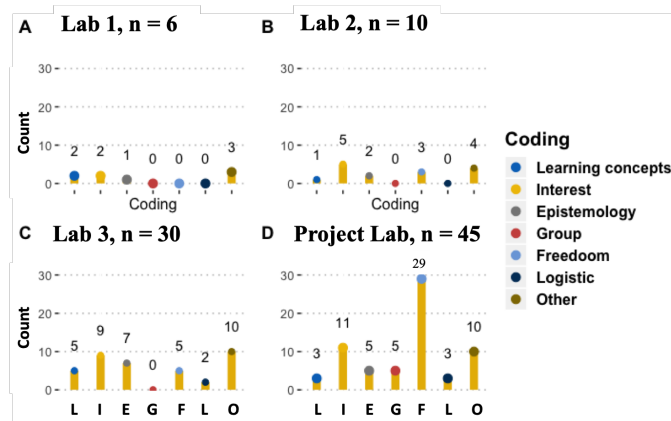 A Lab 1, n = 6
B Lab 2, n = 10
30
20
10
0
Count
2 2 1 0 0 0 3
Coding
30
20
10
0
1 5 2 0 3 0 4
Coding
C Lab 3, n = 30
D Project Lab, n = 45
30
20
10
0
Count
5 9 7 0 5 2 10
L I E G F L O
30
20
10
0
3 11 5 5 29 3 10
L I E G F L O
Coding
Learning concepts
Interest
Epistemology
Group
Freedoom
Logistic
Other